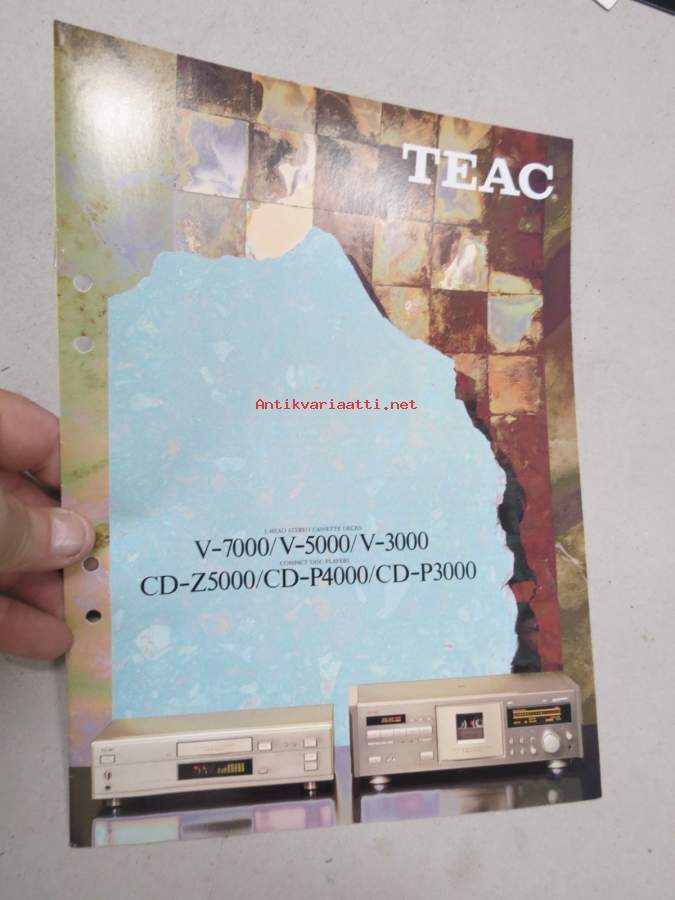 TEAC
Antikvariaatti.net
3-HEAD STEREO CASSETTE DECKS
V-7000/V-5000/V-3000
COMPACT DISC PLAYERS
CD-Z5000/CD-P4000/CD-P3000